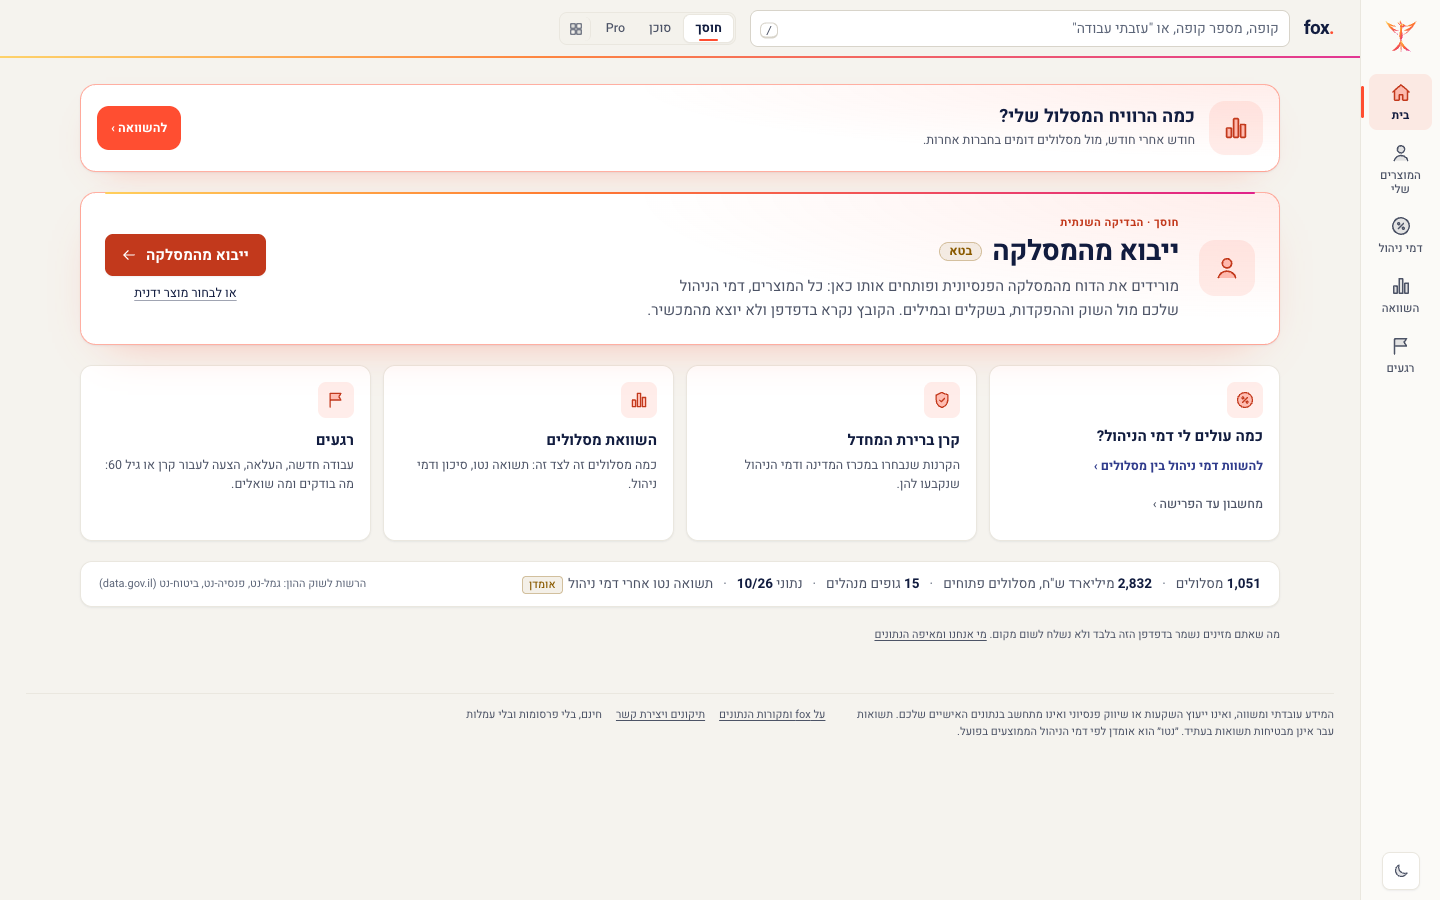 fox.
קופה, מספר קופה, או "עזבתי עבודה"
/
חוסך
סוכן
Pro
בית
המוצרים
שלי
דמי ניהול
השוואה
רגעים
כמה הרוויח המסלול שלי?
חודש אחרי חודש, מול מסלולים דומים בחברות אחרות.
להשוואה ›
חוסך · הבדיקה השנתית
ייבוא מהמסלקה
בטא
מורידים את הדוח מהמסלקה הפנסיונית ופותחים אותו כאן: כל המוצרים, דמי הניהול
שלכם מול השוק וההפקדות, בשקלים ובמילים. הקובץ נקרא בדפדפן ולא יוצא מהמכשיר.
ייבוא מהמסלקה ←
או לבחור מוצר ידנית
כמה עולים לי דמי הניהול?
להשוות דמי ניהול בין מסלולים ›
מחשבון עד הפרישה ›
קרן ברירת המחדל
הקרנות שנבחרו במכרז המדינה ודמי הניהול
שנקבעו להן.
השוואת מסלולים
כמה מסלולים זה לצד זה: תשואה נטו, סיכון ודמי
ניהול.
רגעים
עבודה חדשה, העלאה, הצעה לעבור קרן או גיל 60:
מה בודקים ומה שואלים.
1,051 מסלולים · 2,832 מיליארד ש"ח, מסלולים פתוחים · 15 גופים מנהלים · נתוני 10/26 · תשואה נטו אחרי דמי ניהול אומדן
הרשות לשוק ההון: גמל-נט, פנסיה-נט, ביטוח-נט (data.gov.il)
מה שאתם מזינים נשמר בדפדפן הזה בלבד ולא נשלח לשום מקום. מי אנחנו ומאיפה הנתונים
המידע עובדתי ומשווה, ואינו ייעוץ השקעות או שיווק פנסיוני ואינו מתחשב בנתונים האישיים שלכם. תשואות
עבר אינן מבטיחות תשואות בעתיד. "נטו" הוא אומדן לפי דמי הניהול הממוצעים בפועל.
על fox ומקורות הנתונים
תיקונים ויצירת קשר
חינם, בלי פרסומות ובלי עמלות